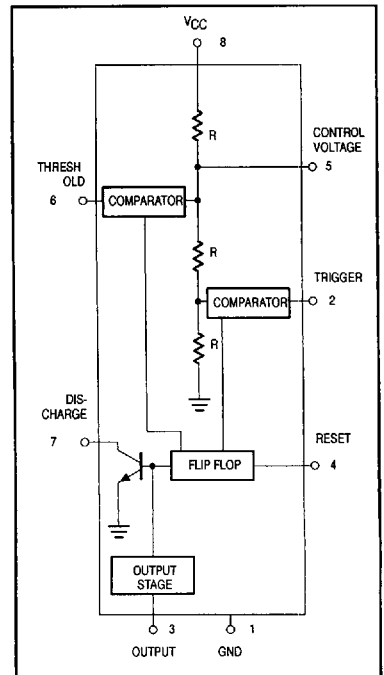 VCC
8
R
CONTROL
VOLTAGE
5
THRESH
OLD
6
COMPARATOR
R
TRIGGER
COMPARATOR
2
R
DIS-
CHARGE
7
RESET
FLIP FLOP
4
OUTPUT
STAGE
3
1
OUTPUT
GND